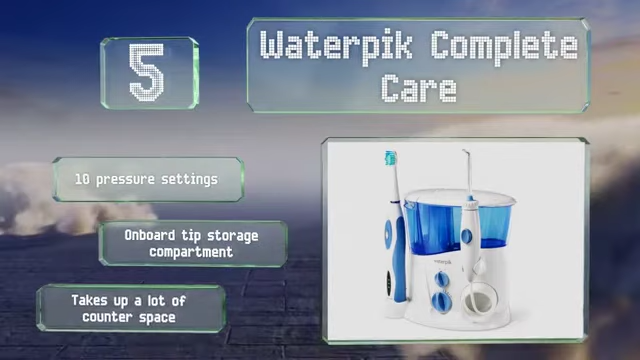 5
Waterpik Complete
Care
10 pressure settings
Onboard tip storage
compartment
Takes up a lot of
counter space
waterpik